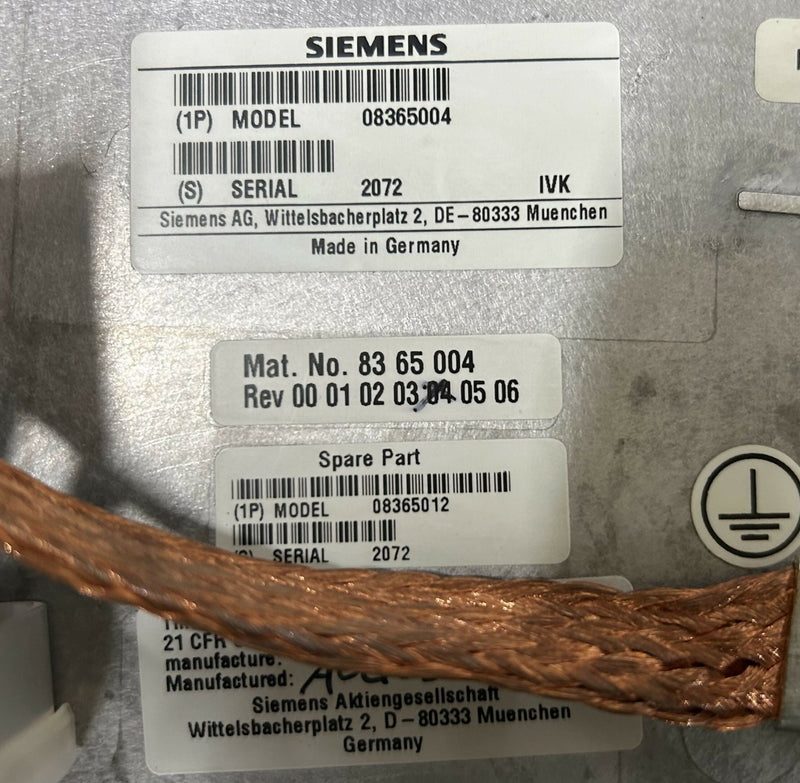 SIEMENS
(1P) MODEL 08365004
(S) SERIAL 2072 IVK
Siemens AG, Wittelsbacherplatz 2, DE-80333 Muenchen
Made in Germany
Mat. No. 83 65 004
Rev 00 01 02 03 04 05 06
Spare Part
(1P) MODEL 08365012
SERIAL 2072
21 CFR
manufacture.
Manufactured:
Siemens Aktiengesellschaft
Wittelsbacherplatz 2, D-80333 Muenchen
Germany